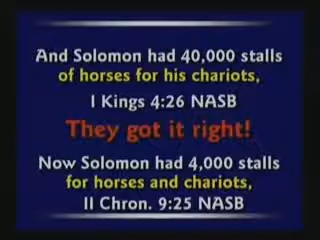 And Solomon had 40,000 stalls
of horses for his chariots,
I Kings 4:26 NASB
They got it right!
Now Solomon had 4,000 stalls
for horses and chariots,
II Chron. 9:25 NASB